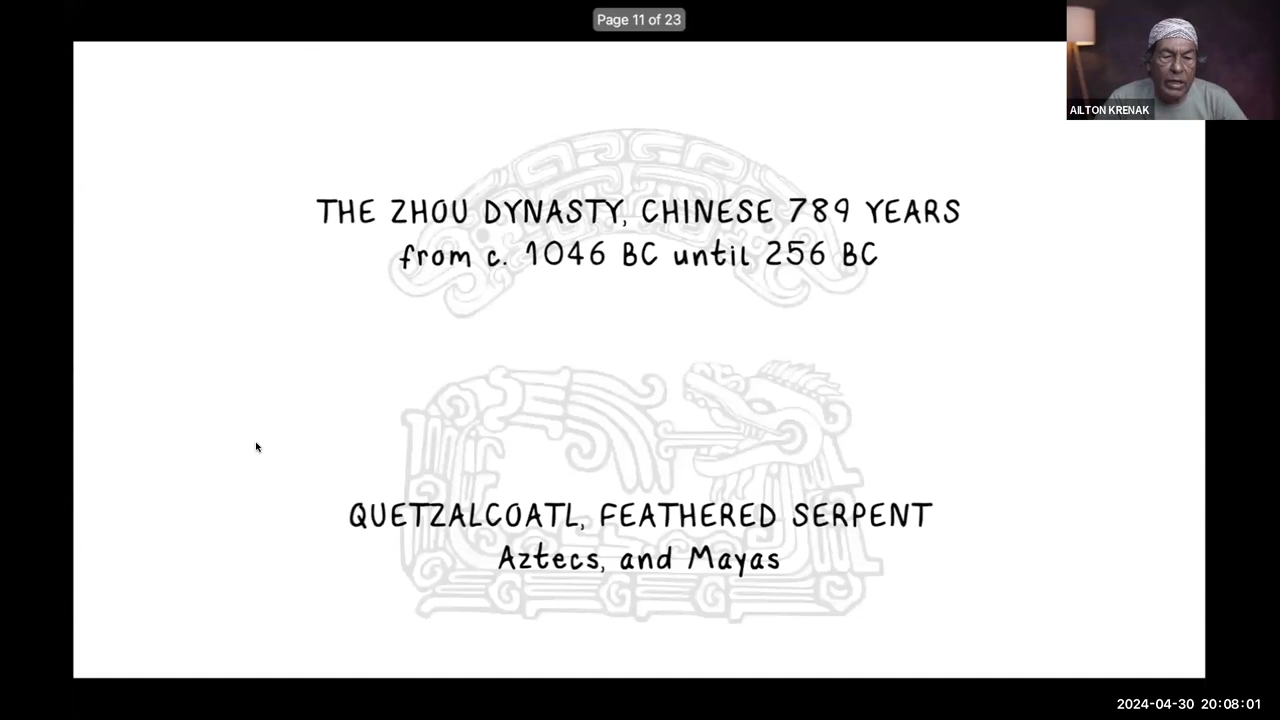 Page 11 of 23
AILTON KRENAK
THE ZHOU DYNASTY, CHINESE 789 YEARS
from c. 1046 BC until 256 BC
QUETZALCOATL, FEATHERED SERPENT
Aztecs, and Mayas
2024-04-30 20:08:01